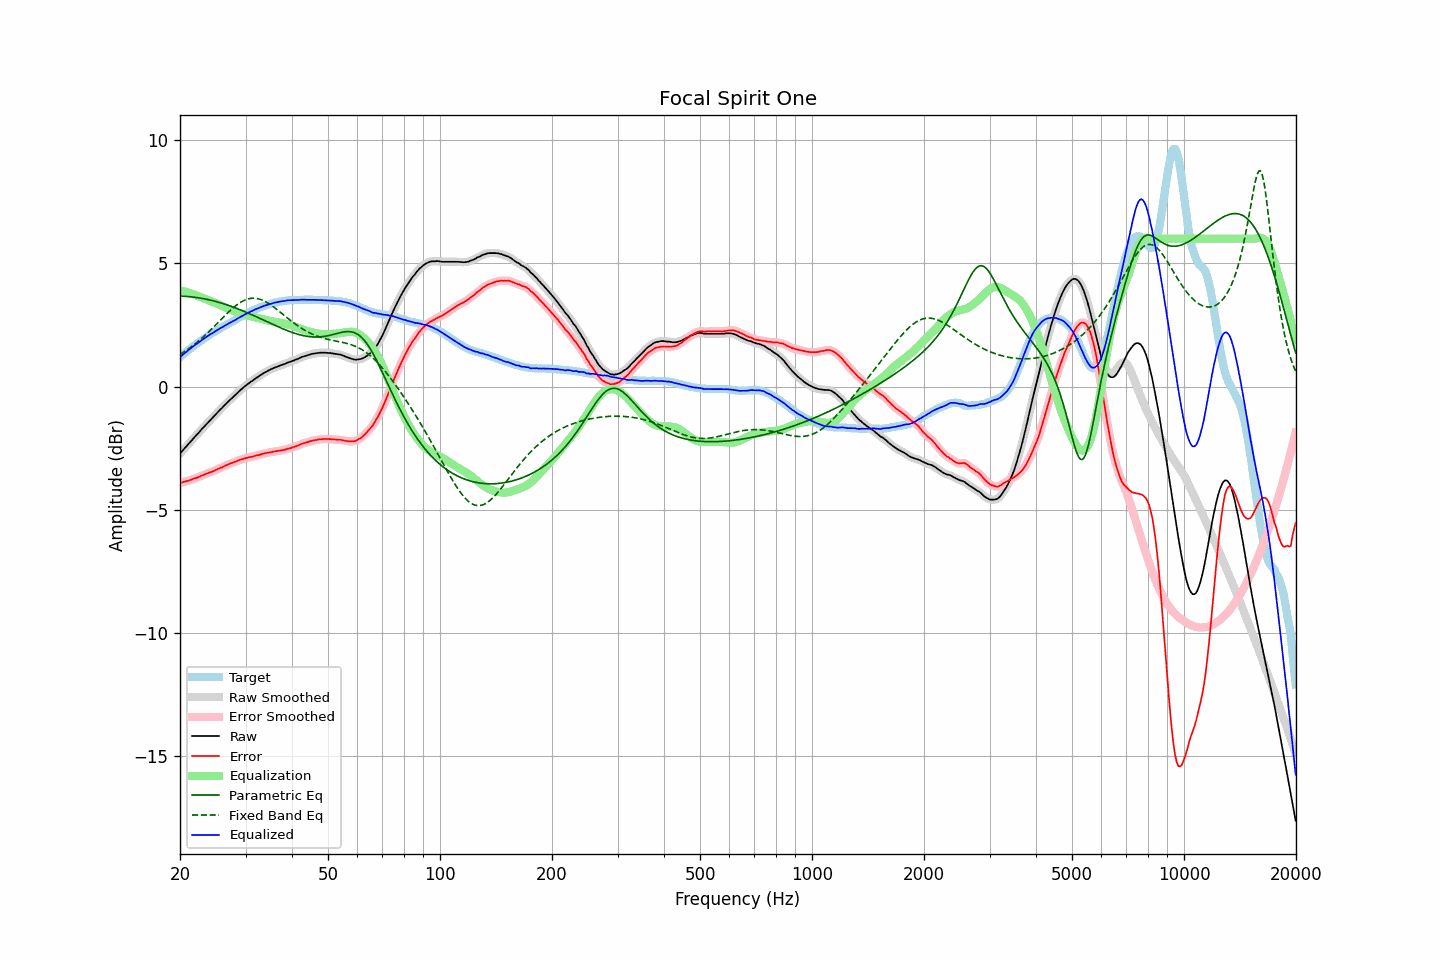 Focal Spirit One
Amplitude (dBr)
10
5
0
−5
−10
−15
Target
Raw Smoothed
Error Smoothed
Raw
Error
Equalization
Parametric Eq
Fixed Band Eq
Equalized
20 50 100 200 500 1000 2000 5000 10000 20000
Frequency (Hz)